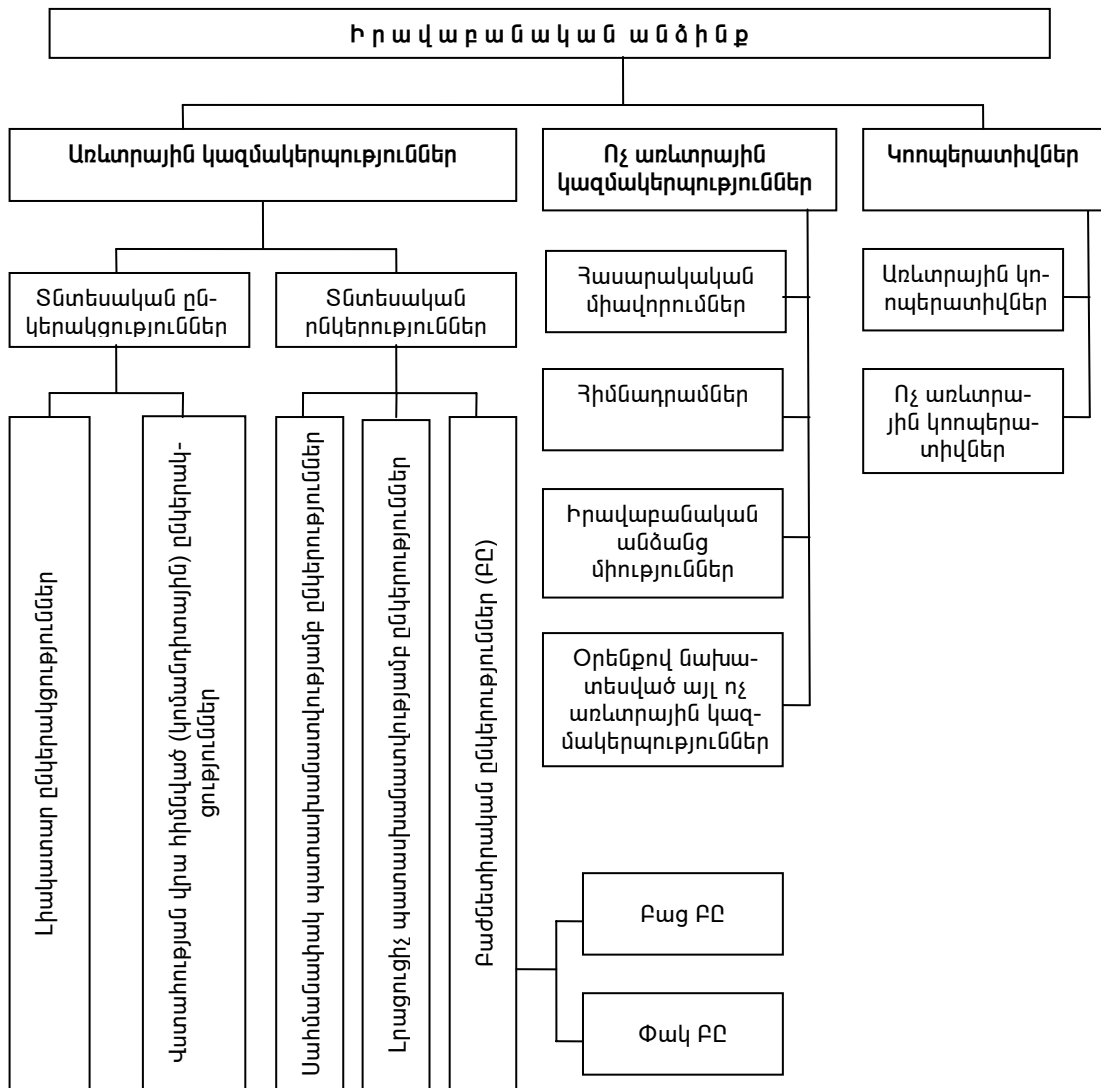 Ի ր ա վ ա բ ա ն ա կ ա ն ա ն ձ ի ն ք
Առևտրային կազմակերպություններ
Ոչ առևտրային
կազմակերպություններ
Կոոպերատիվներ
Տնտեսական ըն-
կերակցություններ
Տնտեսական
ընկերություններ
Հասարակական
միավորումներ
Հիմնադրամներ
Իրավաբանական
անձանց
միություններ
Օրենքով նախա-
տեսված այլ ոչ
առևտրային կազ-
մակերպություններ
Առևտրային կո-
ոպերատիվներ
Ոչ առևտրա-
յին կոոպերա-
տիվներ
Լիակատար ընկերակցություններ
Վստահության վրա հիմնված (կոմանդիտային) ընկերակ-
ցություններ
Սահմանափակ պատասխանատվությամբ ընկերություններ
Լրացուցիչ պատասխանատվությամբ ընկերություններ
Բաժնետիրական ընկերություններ (ԲԸ)
Բաց ԲԸ
Փակ ԲԸ